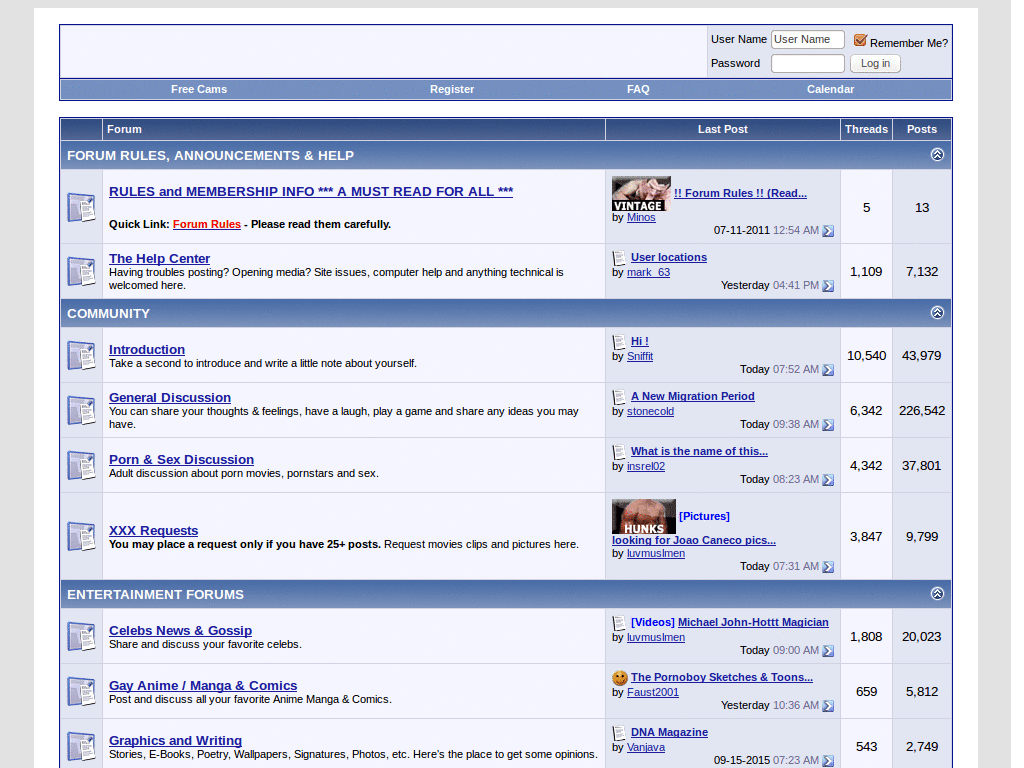 User Name User Name Remember Me?
Password Log in
Free Cams Register FAQ Calendar
Forum Last Post Threads Posts
FORUM RULES, ANNOUNCEMENTS & HELP
RULES and MEMBERSHIP INFO *** A MUST READ FOR ALL ***
Quick Link: Forum Rules - Please read them carefully.
VINTAGE !! Forum Rules !! (Read...
by Minos
07-11-2011 12:54 AM
5 13
The Help Center
Having troubles posting? Opening media? Site issues, computer help and anything technical is
welcomed here.
User locations
by mark_63
Yesterday 04:41 PM
1,109 7,132
COMMUNITY
Introduction
Take a second to introduce and write a little note about yourself.
Hi !
by Sniffit
Today 07:52 AM
10,540 43,979
General Discussion
You can share your thoughts & feelings, have a laugh, play a game and share any ideas you may
have.
A New Migration Period
by stonecold
Today 09:38 AM
6,342 226,542
Porn & Sex Discussion
Adult discussion about porn movies, pornstars and sex.
What is the name of this...
by insrel02
Today 08:23 AM
4,342 37,801
XXX Requests
You may place a request only if you have 25+ posts. Request movies clips and pictures here.
HUNKS [Pictures]
looking for Joao Caneco pics...
by luvmuslmen
Today 07:31 AM
3,847 9,799
ENTERTAINMENT FORUMS
Celebs News & Gossip
Share and discuss your favorite celebs.
[Videos] Michael John-Hottt Magician
by luvmuslmen
Today 09:00 AM
1,808 20,023
Gay Anime / Manga & Comics
Post and discuss all your favorite Anime Manga & Comics.
The Pornoboy Sketches & Toons...
by Faust2001
Yesterday 10:36 AM
659 5,812
Graphics and Writing
Stories, E-Books, Poetry, Wallpapers, Signatures, Photos, etc. Here's the place to get some opinions.
DNA Magazine
by Vanjava
09-15-2015 07:23 AM
543 2,749